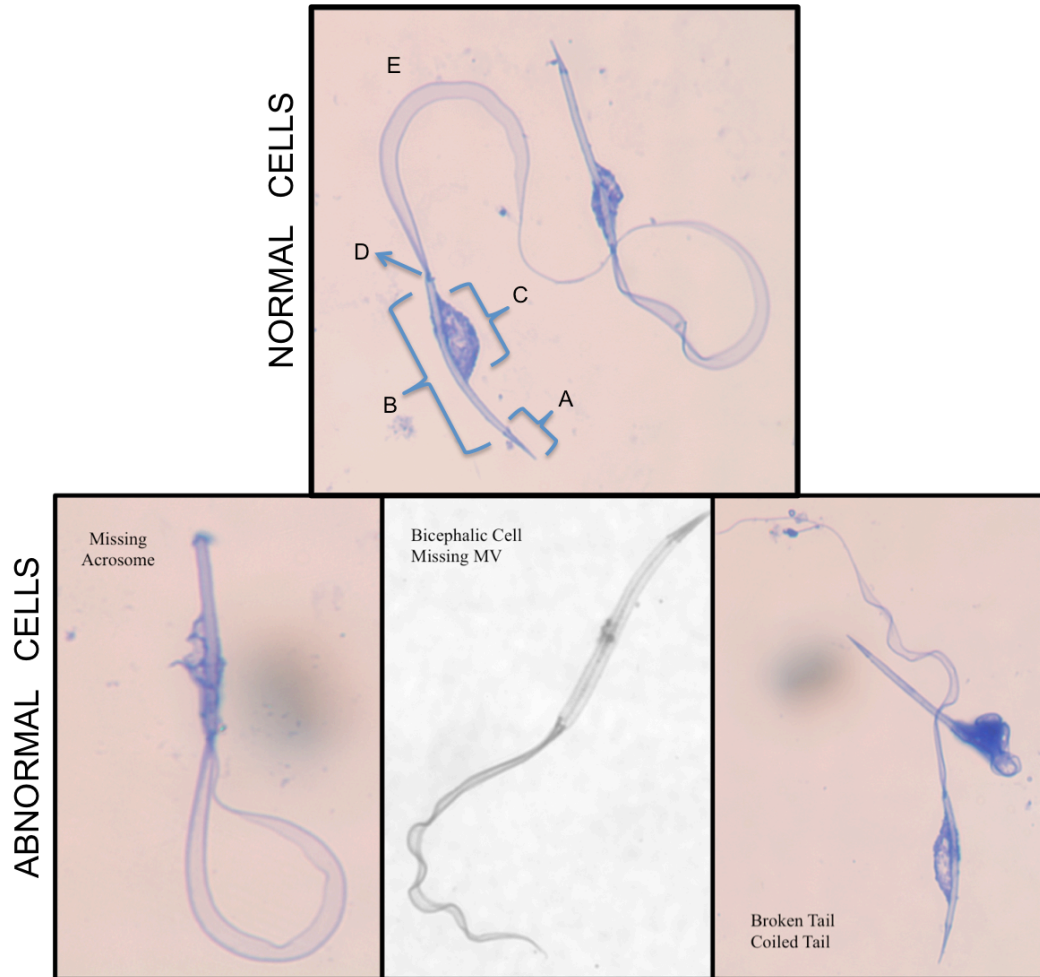 NORMAL CELLS
E
D
C
B
A
ABNORMAL CELLS
Missing
Acrosome
Bicephalic Cell
Missing MV
Broken Tail
Coiled Tail